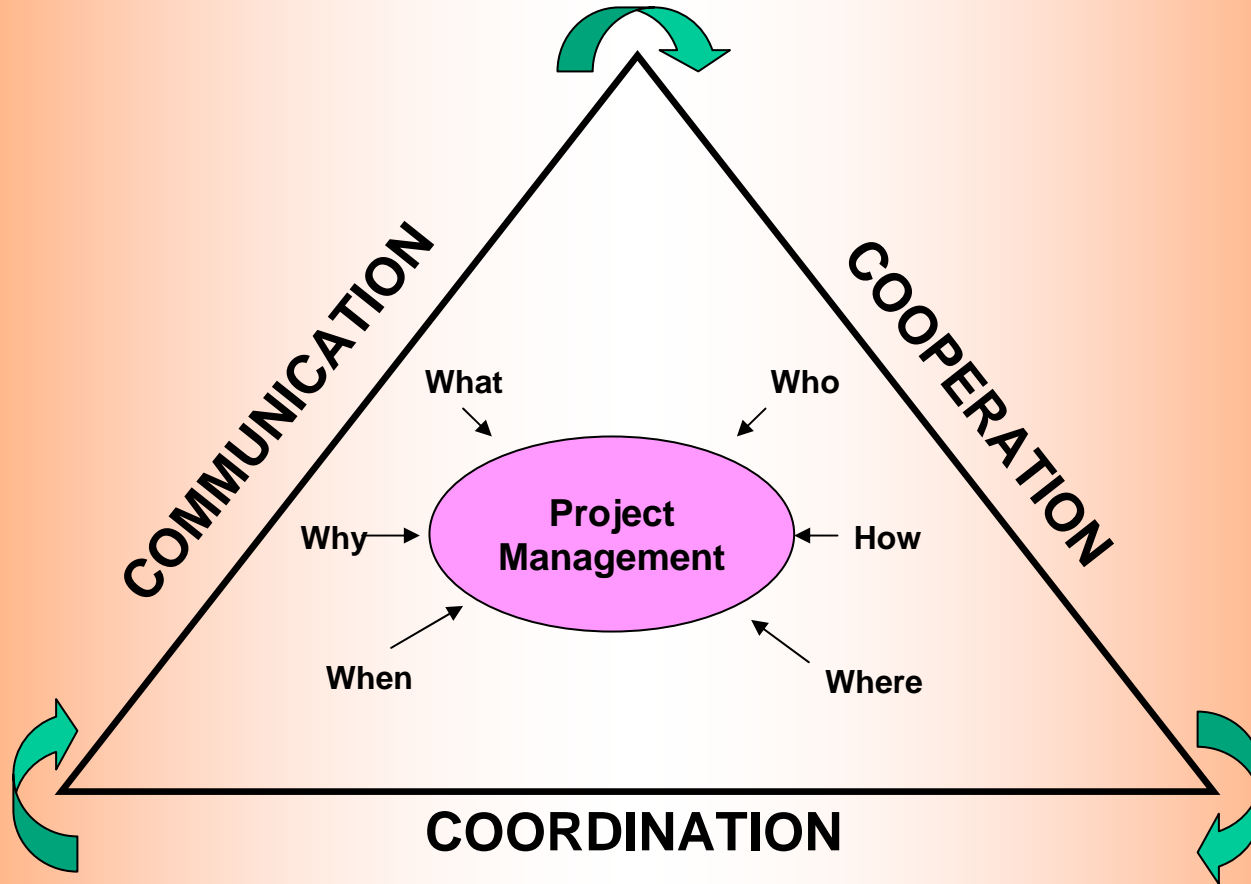 COMMUNICATION
COOPERATION
What
Who
Why
Project
Management
How
When
Where
COORDINATION